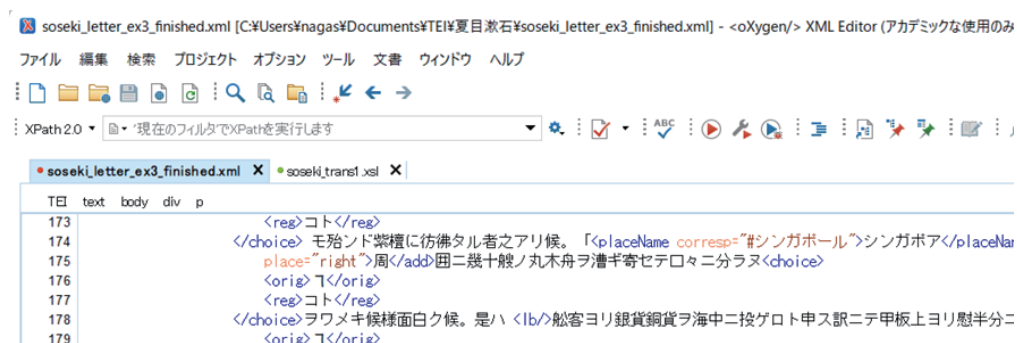 soseki_letter_ex3_finished.xml [C:¥Users¥nagas¥Documents¥TEI¥夏目漱石¥soseki_letter_ex3_finished.xml] - <oXygen/> XML Editor (アカデミックな使用のみ
ファイル 編集 検索 プロジェクト オプション ツール 文書 ウィンドウ ヘルプ
XPath 2.0 '現在のフィルタでXPathを実行します
soseki_letter_ex3_finished.xml soseki_trans1.xsl
TEI text body div p
173 <reg>コト</reg>
174 </choice> モ殆ンド紫檀に彷彿タル者之アリ候。「<placeName corresp="#シンガポール">シンガポア</placeNam
175 place="right">周</add>囲ニ幾十艘ノ丸木舟ヲ漕ギ寄セテ口々ニ分ラヌ<choice>
176 <orig>ヿ</orig>
177 <reg>コト</reg>
178 </choice>ヲワメキ候様面白ク候。是ハ <lb/>舩客ヨリ銀貨銅貨ヲ海中ニ投ゲロト申ス訳ニテ甲板上ヨリ慰半分ニ
179 <orig>ヿ</orig>